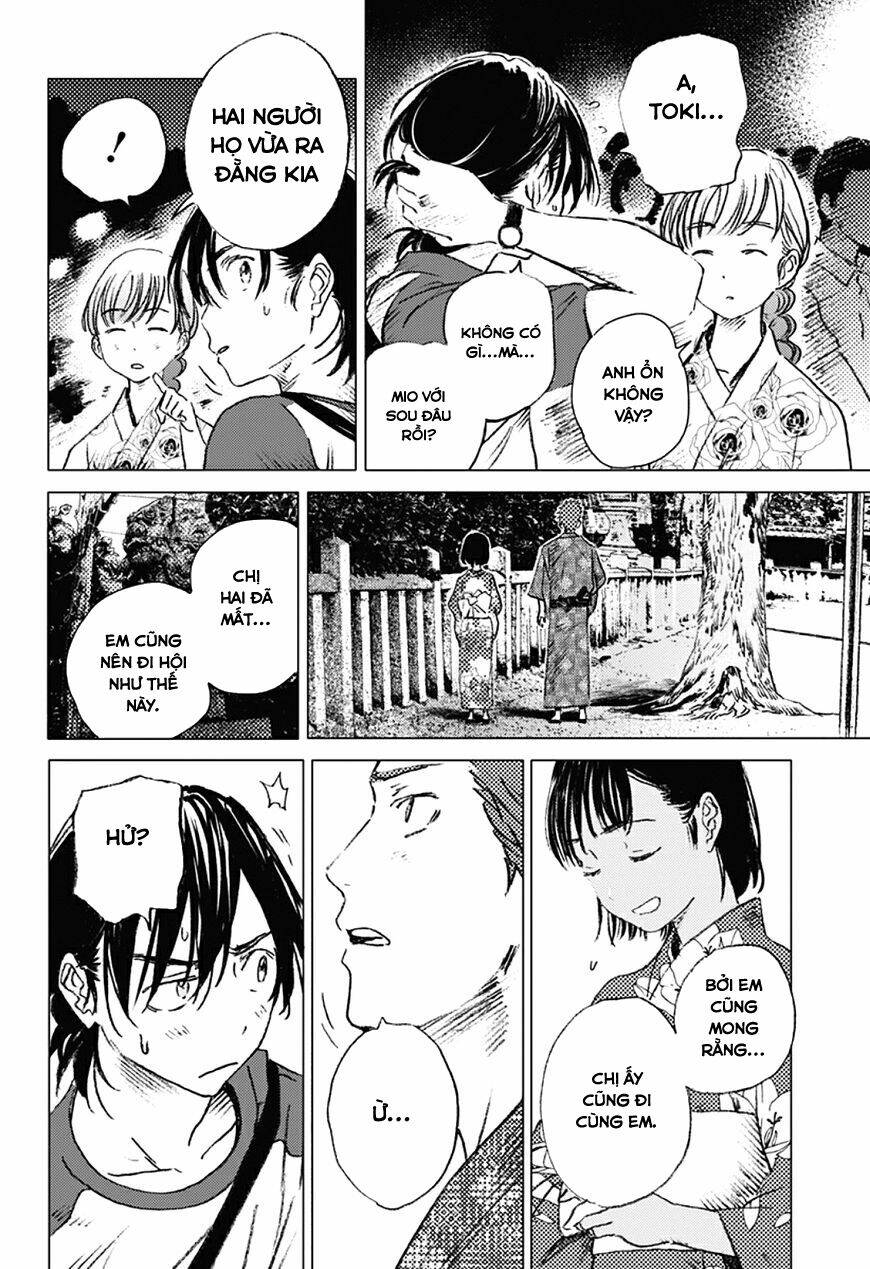 A,
TOKI...
ANH ỔN
KHÔNG
VẬY?
KHÔNG CÓ
GÌ...MÀ...
MIO VỚI
SOU ĐÂU
RỒI?
HAI NGƯỜI
HỌ VỪA RA
ĐẰNG KIA
!
CHỊ
HAI ĐÃ
MẤT...
EM CŨNG
NÊN ĐI HỘI
NHƯ THẾ
NÀY.
BỞI EM
CŨNG
MONG
RẰNG...
CHỊ ẤY
CŨNG ĐI
CÙNG EM.
Ừ...
HỬ?